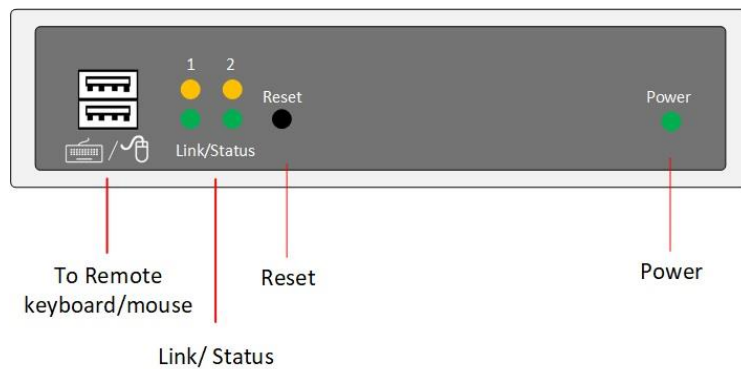 1 2
Reset
Power
/
Link/Status
To Remote
keyboard/mouse
Reset
Power
Link/ Status